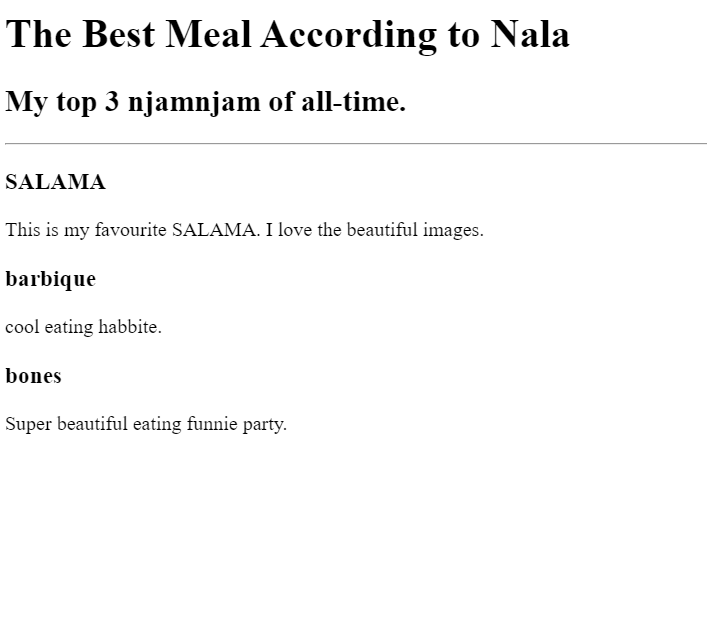 The Best Meal According to Nala
My top 3 njamnjam of all-time.
SALAMA
This is my favourite SALAMA. I love the beautiful images.
barbique
cool eating habbite.
bones
Super beautiful eating funnie party.